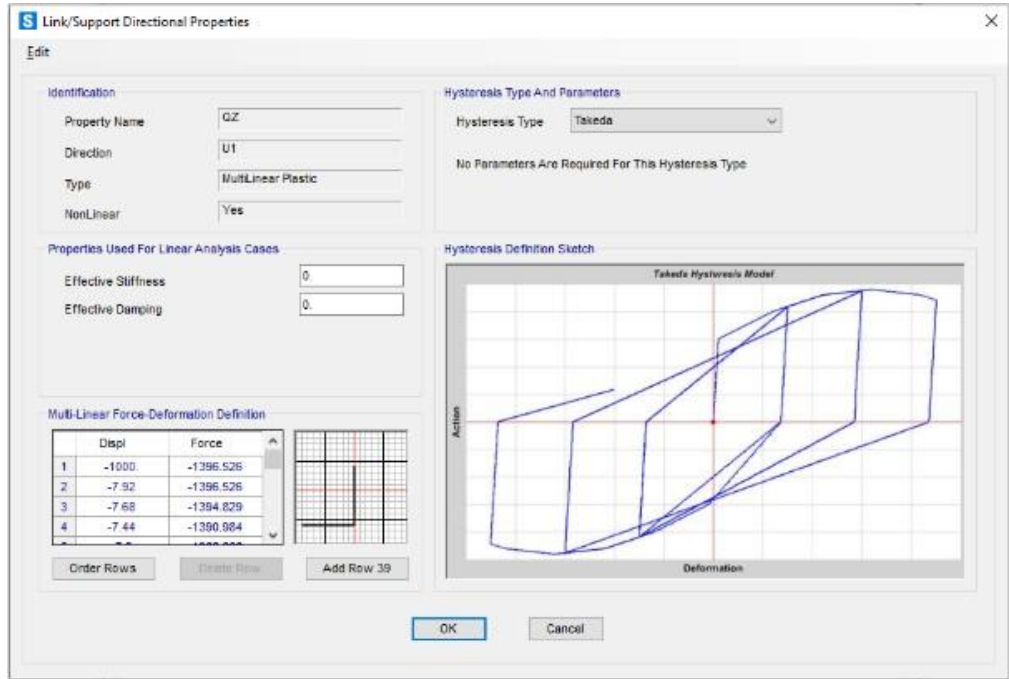 S Link/Support Directional Properties
Edit
Identification
Property Name QZ
Direction U1
Type MultiLinear Plastic
NonLinear Yes
Hysteresis Type And Parameters
Hysteresis Type Takeda
No Parameters Are Required For This Hysteresis Type
Properties Used For Linear Analysis Cases
Effective Stiffness 0.
Effective Damping 0.
Hysteresis Definition Sketch
Takeda Hysteresis Model
Action
Deformation
Multi-Linear Force-Deformation Definition
Displ Force
1 -1000. -1396.526
2 -7.92 -1396.526
3 -7.68 -1394.829
4 -7.44 -1390.984
Order Rows Delete Row Add Row 39
OK Cancel